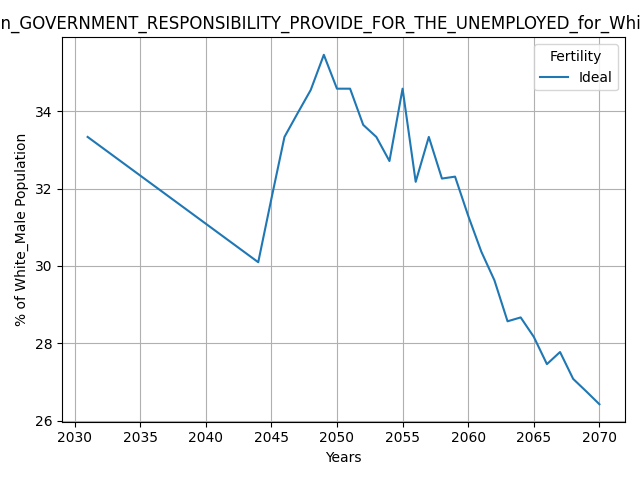 n_GOVERNMENT_RESPONSIBILITY_PROVIDE_FOR_THE_UNEMPLOYED_for_Whi
Fertility
Ideal
% of White_Male Population
34
32
30
28
26
2030 2035 2040 2045 2050 2055 2060 2065 2070
Years